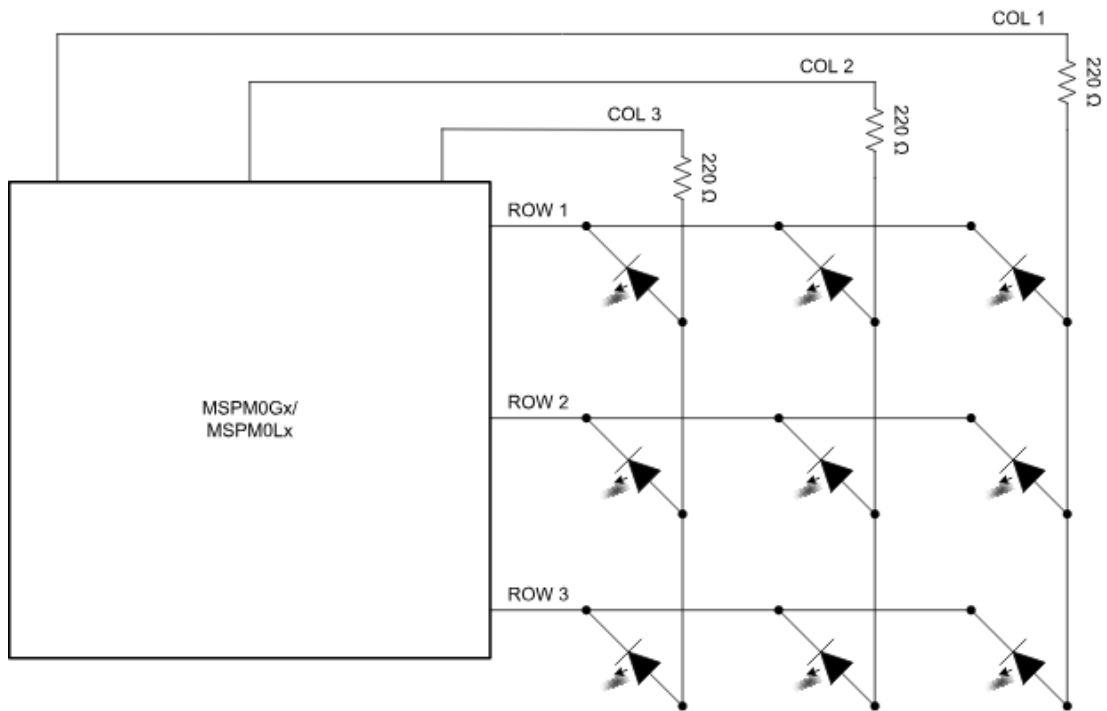 COL 1
220 Ω
COL 2
220 Ω
COL 3
220 Ω
ROW 1
ROW 2
MSPM0Gx/
MSPM0Lx
ROW 3